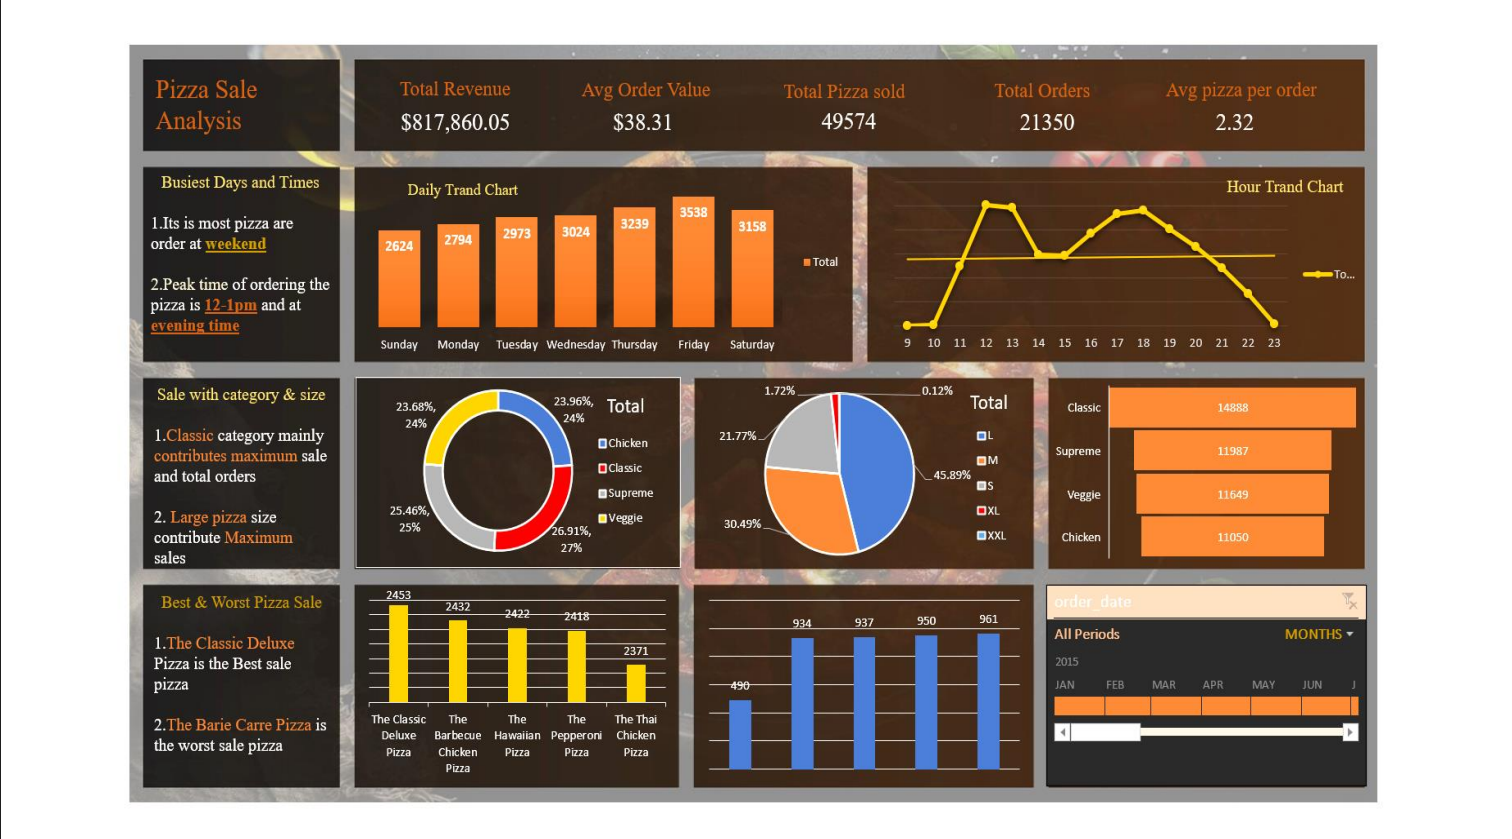 Pizza Sale
Analysis
Total Revenue
$817,860.05
Avg Order Value
$38.31
Total Pizza sold
49574
Total Orders
21350
Avg pizza per order
2.32
Busiest Days and Times
1.Its is most pizza are
order at weekend
2.Peak time of ordering the
pizza is 12-1pm and at
evening time
Daily Trand Chart
2624
2794
2973
3024
3239
3538
3158
Total
Sunday Monday Tuesday Wednesday Thursday Friday Saturday
Hour Trand Chart
To...
9 10 11 12 13 14 15 16 17 18 19 20 21 22 23
Sale with category & size
1.Classic category mainly
contributes maximum sale
and total orders
2. Large pizza size
contribute Maximum
sales
Total
23.68%,
24%
23.96%,
24%
25.46%,
25%
26.91%,
27%
Chicken
Classic
Supreme
Veggie
Total
1.72%
0.12%
21.77%
45.89%
30.49%
L
M
S
XL
XXL
Classic 14888
Supreme 11987
Veggie 11649
Chicken 11050
Best & Worst Pizza Sale
1.The Classic Deluxe
Pizza is the Best sale
pizza
2.The Barie Carre Pizza is
the worst sale pizza
2453
2432
2422
2418
2371
The Classic
Deluxe
Pizza
The
Barbecue
Chicken
Pizza
The
Hawaiian
Pizza
The
Pepperoni
Pizza
The Thai
Chicken
Pizza
490
934
937
950
961
order_date
All Periods
MONTHS
2015
JAN FEB MAR APR MAY JUN J